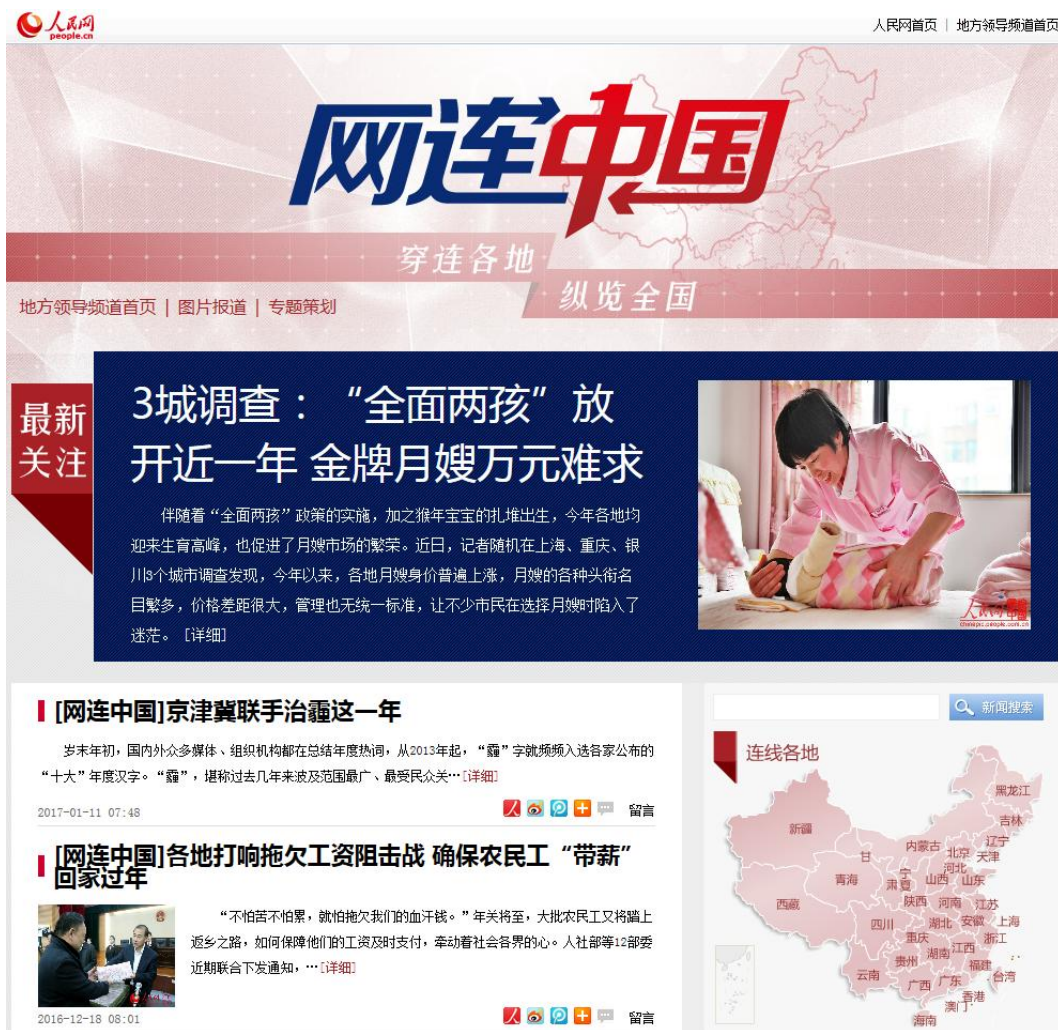 人民网
people.cn
人民网首页 | 地方领导频道首页
网连中国
穿连各地
纵览全国
地方领导频道首页 | 图片报道 | 专题策划
最新
关注
3城调查：“全面两孩”放
开近一年 金牌月嫂万元难求
伴随着“全面两孩”政策的实施，加之猴年宝宝的扎堆出生，今年各地均
迎来生育高峰，也促进了月嫂市场的繁荣。近日，记者随机在上海、重庆、银
川3个城市调查发现，今年以来，各地月嫂身价普遍上涨，月嫂的各种头衔名
目繁多，价格差距很大，管理也无统一标准，让不少市民在选择月嫂时陷入了
迷茫。 [详细]
人民网
[网连中国]京津冀联手治霾这一年
岁末年初，国内外众多媒体、组织机构都在总结年度热词，从2013年起，“霾”字就频频入选各家公布的
“十大”年度汉字。“霾”，堪称过去几年来波及范围最广、最受民众关…[详细]
2017-01-11 07:48
留言
[网连中国]各地打响拖欠工资阻击战 确保农民工“带薪”
回家过年
“不怕苦不怕累，就怕拖欠我们的血汗钱。”年关将至，大批农民工又将踏上
返乡之路，如何保障他们的工资及时支付，牵动着社会各界的心。人社部等12部委
近期联合下发通知，…[详细]
2016-12-18 08:01
留言
新闻搜索
连线各地
黑龙江
吉林
辽宁
新疆
内蒙古
北京
天津
甘
肃
宁
夏
河北
山西
山东
青海
西藏
陕西
河南
江苏
四川
湖北
安徽
上海
重庆
浙江
贵州
湖南
江西
福建
云南
广西
广东
台湾
香港
澳门
海南